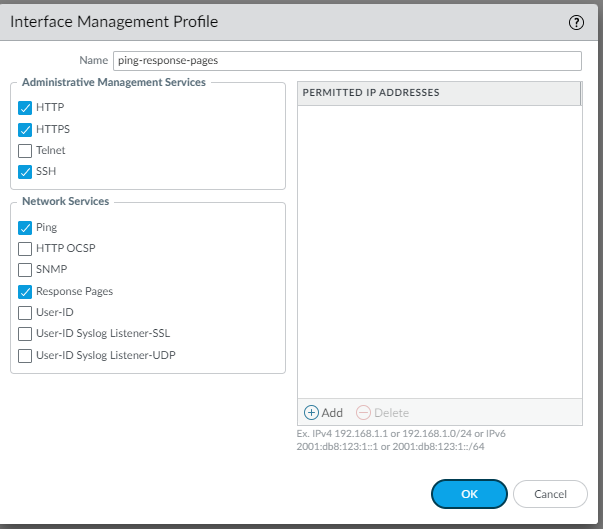 Interface Management Profile
Name ping-response-pages
Administrative Management Services
HTTP
HTTPS
Telnet
SSH
Network Services
Ping
HTTP OCSP
SNMP
Response Pages
User-ID
User-ID Syslog Listener-SSL
User-ID Syslog Listener-UDP
PERMITTED IP ADDRESSES
Add Delete
Ex. IPv4 192.168.1.1 or 192.168.1.0/24 or IPv6
2001:db8:123:1::1 or 2001:db8:123:1::/64
OK Cancel